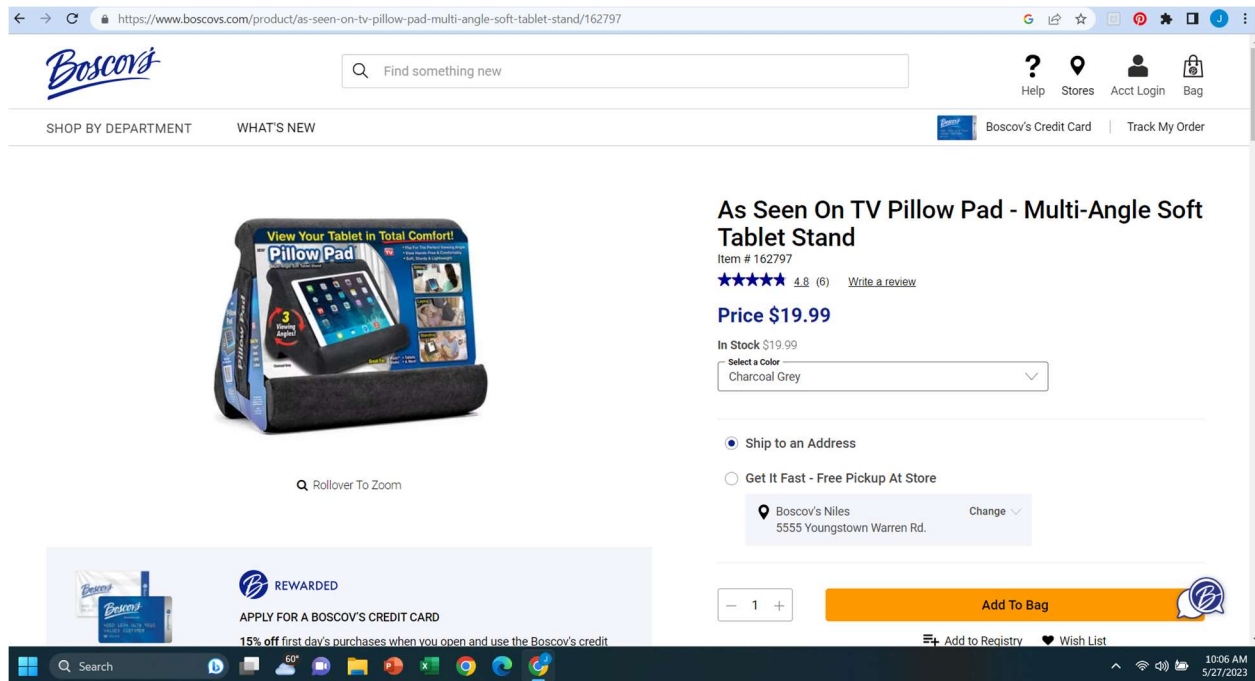 https://www.boscovs.com/product/as-seen-on-tv-pillow-pad-multi-angle-soft-tablet-stand/162797
Boscov's
Find something new
Help
Stores
Acct Login
Bag
SHOP BY DEPARTMENT
WHAT'S NEW
Boscov's Credit Card
Track My Order
View Your Tablet in Total Comfort!
Pillow Pad
3
Viewing
Angles!
Pillow Pad
Rollover To Zoom
As Seen On TV Pillow Pad - Multi-Angle Soft
Tablet Stand
Item # 162797
4.8 (6) Write a review
Price $19.99
In Stock $19.99
Select a Color
Charcoal Grey
Ship to an Address
Get It Fast - Free Pickup At Store
Boscov's Niles
Change
5555 Youngstown Warren Rd.
1
Add To Bag
Add to Registry
Wish List
Boscov's
Boscov's
B REWARDED
APPLY FOR A BOSCOV'S CREDIT CARD
15% off first day's purchases when you open and use the Boscov's credit
60°
Search
10:06 AM
5/27/2023